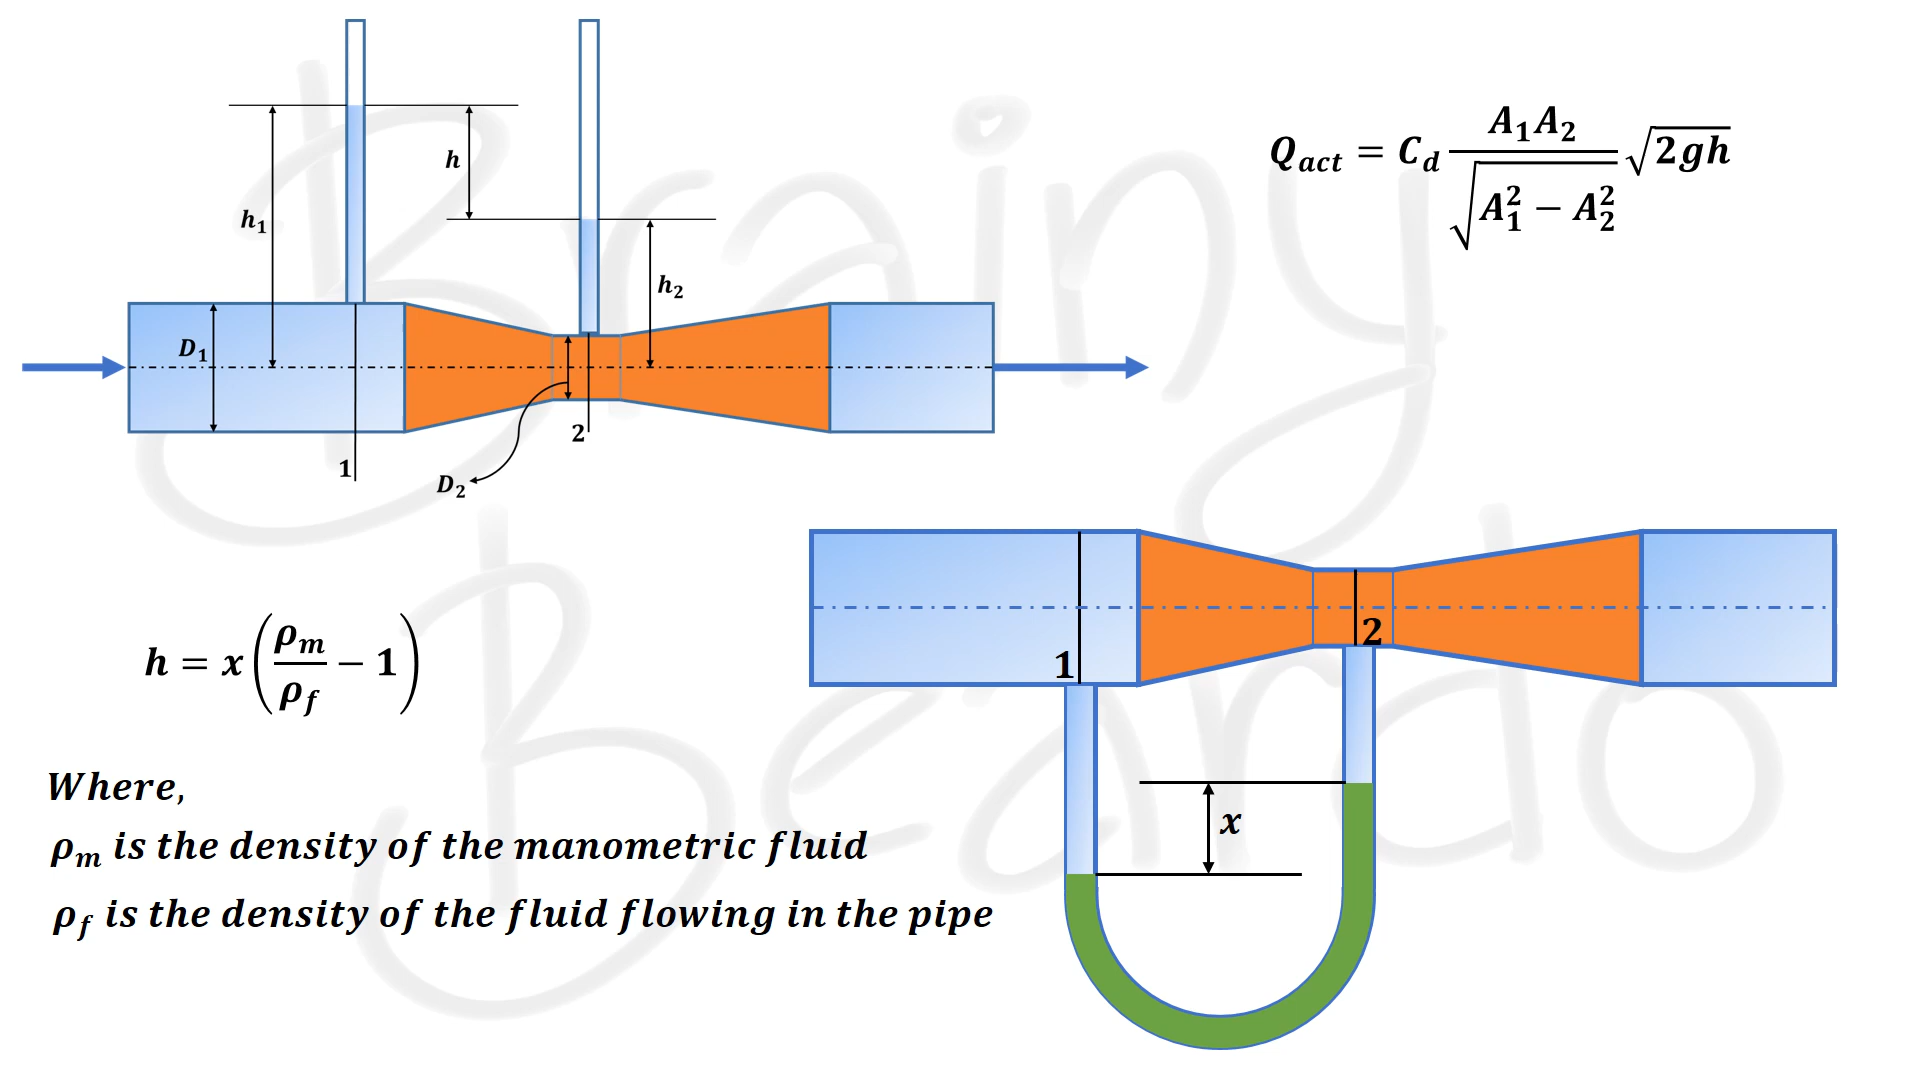 h
h₁
h₂
D₁
1
2
D₂
Q_act = C_d A₁A₂ / √(A₁² − A₂²) √(2gh)
h = x (ρ_m / ρ_f − 1)
Where,
ρ_m is the density of the manometric fluid
ρ_f is the density of the fluid flowing in the pipe
1
2
x
Brainy
Beardo